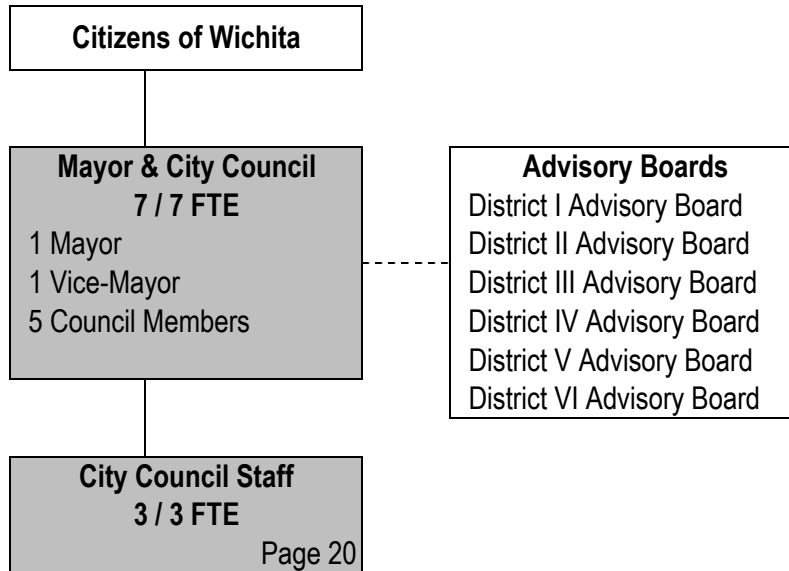 Citizens of Wichita
Mayor & City Council
7 / 7 FTE
1 Mayor
1 Vice-Mayor
5 Council Members
Advisory Boards
District I Advisory Board
District II Advisory Board
District III Advisory Board
District IV Advisory Board
District V Advisory Board
District VI Advisory Board
City Council Staff
3 / 3 FTE
Page 20